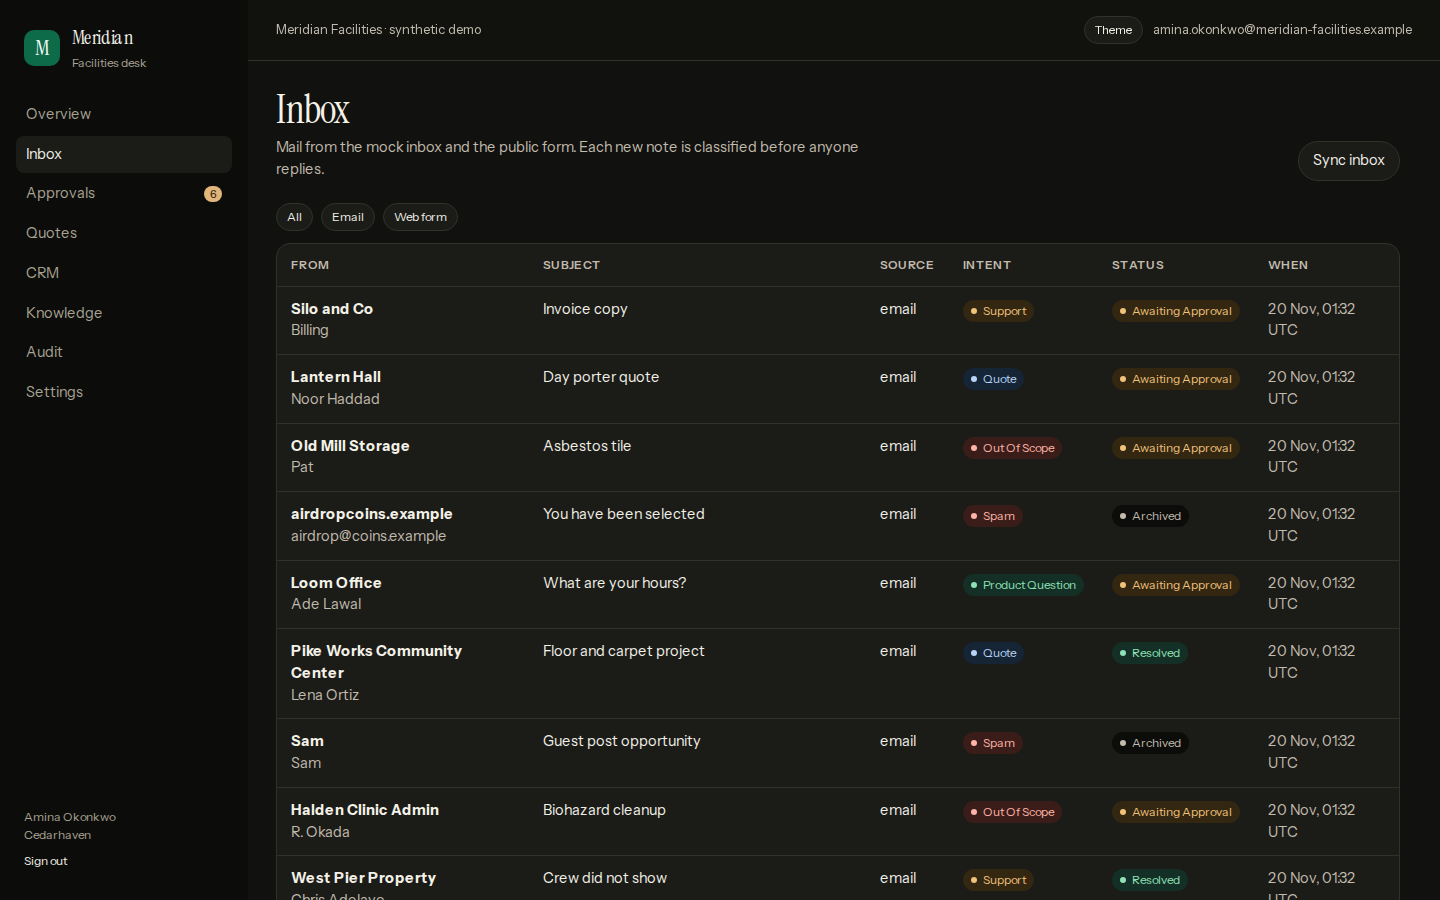 M
Meridian
Facilities desk
Overview
Inbox
Approvals 6
Quotes
CRM
Knowledge
Audit
Settings
Amina Okonkwo
Cedarhaven
Sign out
Meridian Facilities · synthetic demo
Theme
amina.okonkwo@meridian-facilities.example
Inbox
Mail from the mock inbox and the public form. Each new note is classified before anyone
replies.
Sync inbox
All Email Web form
FROM SUBJECT SOURCE INTENT STATUS WHEN
Silo and Co Invoice copy email Support Awaiting Approval 20 Nov, 01:32
Billing UTC
Lantern Hall Day porter quote email Quote Awaiting Approval 20 Nov, 01:32
Noor Haddad UTC
Old Mill Storage Asbestos tile email Out Of Scope Awaiting Approval 20 Nov, 01:32
Pat UTC
airdropcoins.example You have been selected email Spam Archived 20 Nov, 01:32
airdrop@coins.example UTC
Loom Office What are your hours? email Product Question Awaiting Approval 20 Nov, 01:32
Ade Lawal UTC
Pike Works Community Floor and carpet project email Quote Resolved 20 Nov, 01:32
Center UTC
Lena Ortiz
Sam Guest post opportunity email Spam Archived 20 Nov, 01:32
Sam UTC
Halden Clinic Admin Biohazard cleanup email Out Of Scope Awaiting Approval 20 Nov, 01:32
R. Okada UTC
West Pier Property Crew did not show email Support Resolved 20 Nov, 01:32
Chris Adelaye UTC